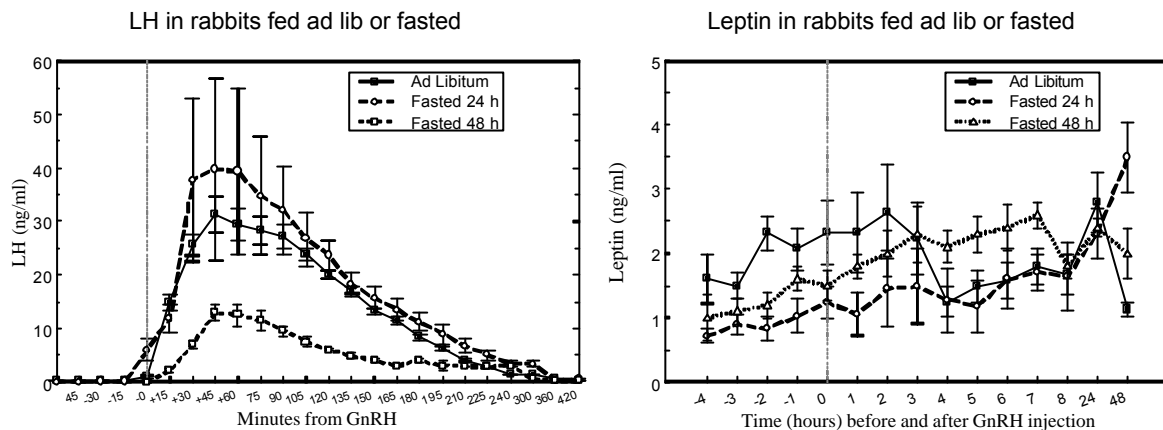 LH in rabbits fed ad lib or fasted
60
50
40
30
20
10
0
LH (ng/ml)
Ad Libitum
Fasted 24 h
Fasted 48 h
45 -30 -15 -0 +15 +30 +45 +60 75 90 105 120 135 150 165 180 195 210 225 240 300 360 420
Minutes from GnRH
Leptin in rabbits fed ad lib or fasted
5
4
3
2
1
0
Leptin (ng/ml)
Ad Libitum
Fasted 24 h
Fasted 48 h
-4 -3 -2 -1 0 1 2 3 4 5 6 7 8 24 48
Time (hours) before and after GnRH injection